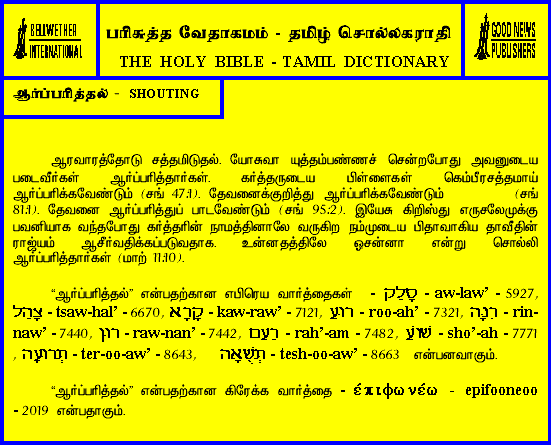 BELLWETHER
INTERNATIONAL
பரிசுத்த வேதாகமம் - தமிழ் சொல்லகராதி
THE HOLY BIBLE - TAMIL DICTIONARY
GOOD NEWS
PUBLISHERS
ஆர்ப்பரித்தல் - SHOUTING
ஆரவாரத்தோடு சத்தமிடுதல். யோசுவா யுத்தம்பண்ணச் சென்றபோது அவனுடைய
படைவீரர்கள் ஆர்ப்பரித்தார்கள். கர்த்தருடைய பிள்ளைகள் கெம்பீரசத்தமாய்
ஆர்ப்பரிக்கவேண்டும் (சங் 47:1). தேவனைக்குறித்து ஆர்ப்பரிக்கவேண்டும் (சங்
81:1). தேவனை ஆர்ப்பரித்துப் பாடவேண்டும் (சங் 95:2). இயேசு கிறிஸ்து எருசலேமுக்கு
பவனியாக வந்தபோது கர்த்தரின் நாமத்தினாலே வருகிற நம்முடைய பிதாவாகிய தாவீதின்
ராஜ்யம் ஆசீர்வதிக்கப்படுவதாக. உன்னதத்திலே ஓசன்னா என்று சொல்லி
ஆர்ப்பரித்தார்கள் (மாற் 11:10).
“ஆர்ப்பரித்தல்” என்பதற்கான எபிரெய வார்த்தைகள் - סָלַק - aw-law’ - 5927,
צָהַל - tsaw-hal’ - 6670, קָרָא - kaw-raw’ - 7121, רוּעַ - roo-ah’ - 7321, רִנָּה - rin-
naw’ - 7440, רוּן - raw-nan’ - 7442, רָעַם - rah’-am - 7482, שׁוֹעַ - sho’-ah - 7771
, תְּרוּעָה - ter-oo-aw’ - 8643, תְּשֻׁאָה - tesh-oo-aw’ - 8663 என்பனவாகும்.
“ஆர்ப்பரித்தல்” என்பதற்கான கிரேக்க வார்த்தை - έπιφωνέω - epifooneoo
- 2019 என்பதாகும்.